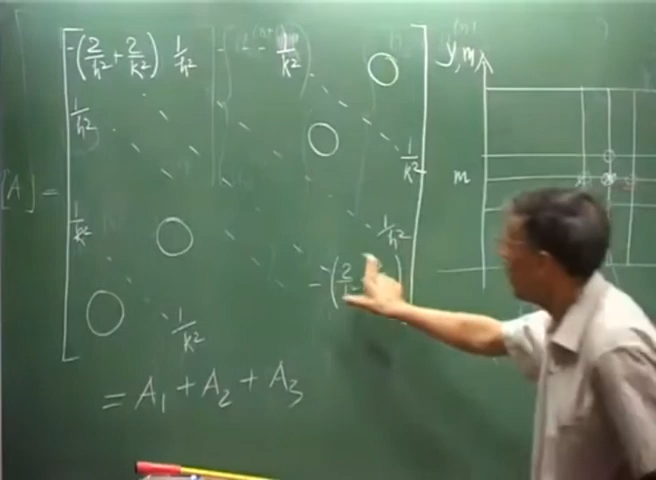 -(2/h² + 2/k²) 1/h² - 1/k² y, m
1/h²
1/k²
[A] = m
1/k² 1/h²
-(2
1/k²
= A₁ + A₂ + A₃